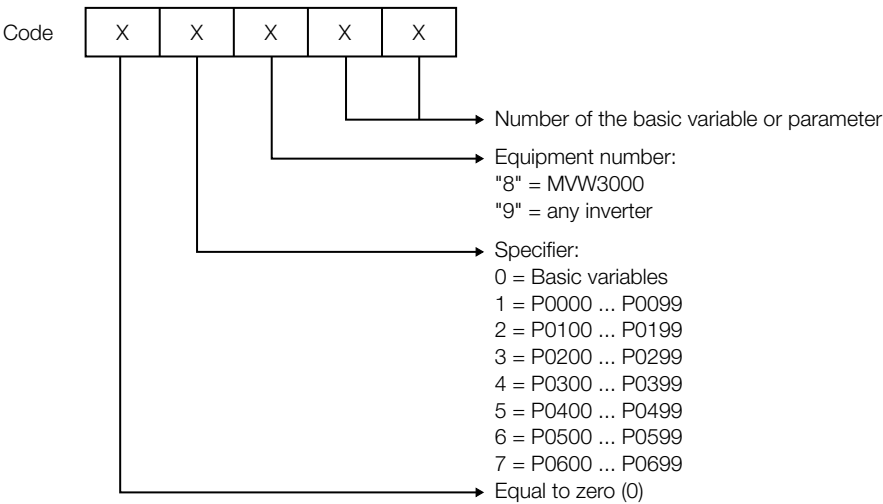 Code X X X X X
Number of the basic variable or parameter
Equipment number:
"8" = MVW3000
"9" = any inverter
Specifier:
0 = Basic variables
1 = P0000 ... P0099
2 = P0100 ... P0199
3 = P0200 ... P0299
4 = P0300 ... P0399
5 = P0400 ... P0499
6 = P0500 ... P0599
7 = P0600 ... P0699
Equal to zero (0)